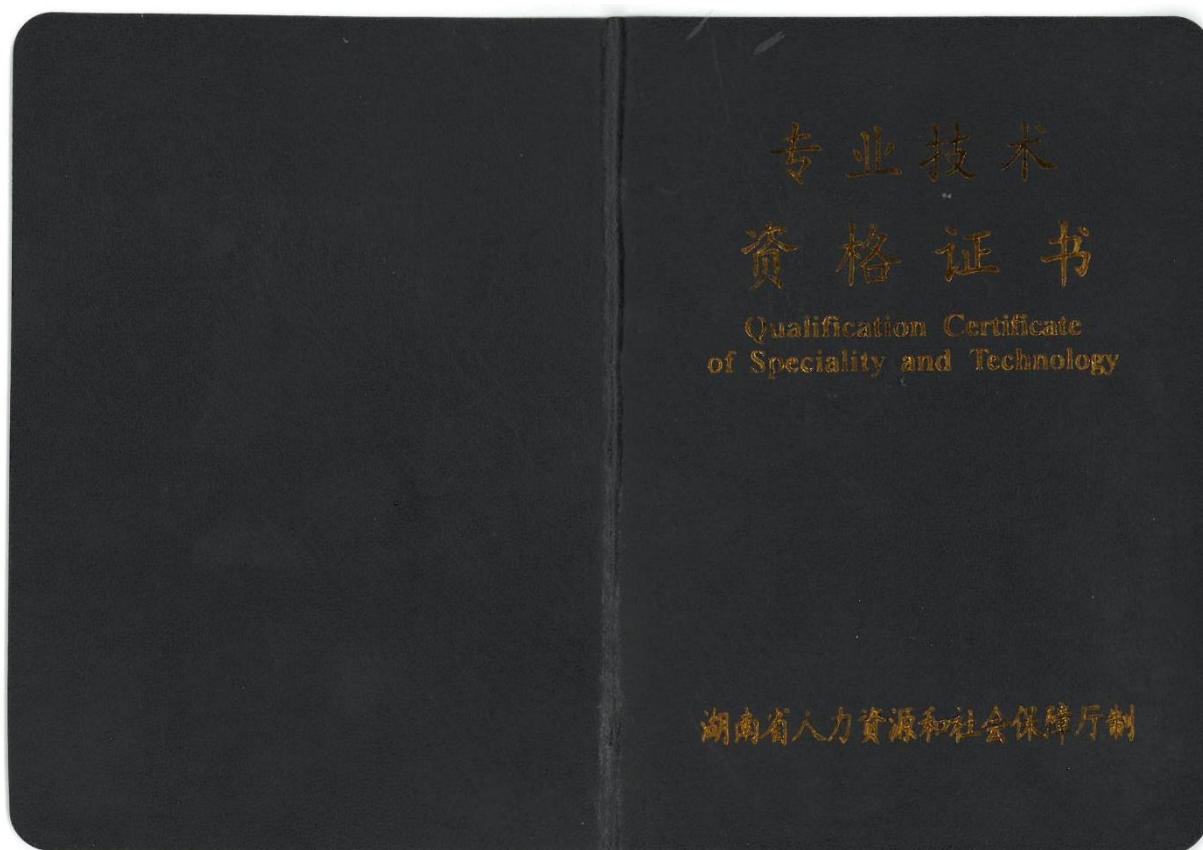 专业技术
资格证书
Qualification Certificate
of Speciality and Technology
湖南省人力资源和社会保障厅制